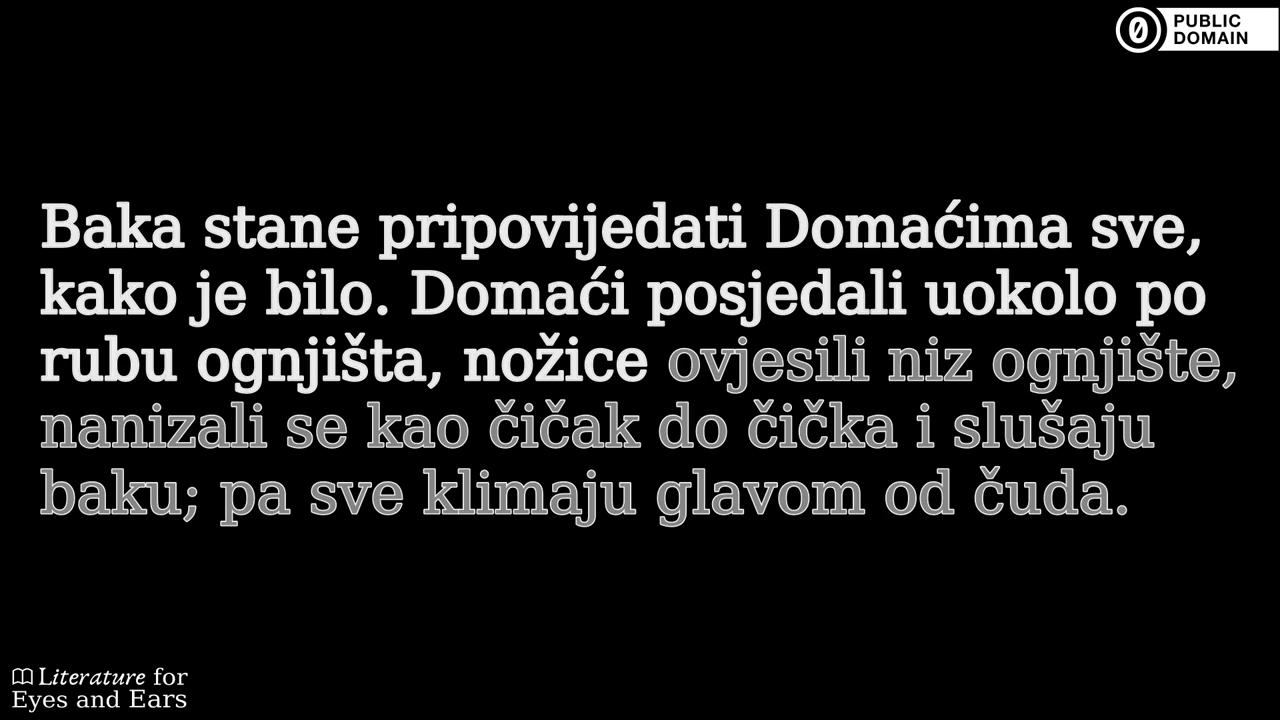 PUBLIC
DOMAIN
Baka stane pripovijedati Domaćima sve,
kako je bilo. Domaći posjedali uokolo po
rubu ognjišta, nožice ovjesili niz ognjište,
nanizali se kao čičak do čička i slušaju
baku; pa sve klimaju glavom od čuda.
Literature for
Eyes and Ears